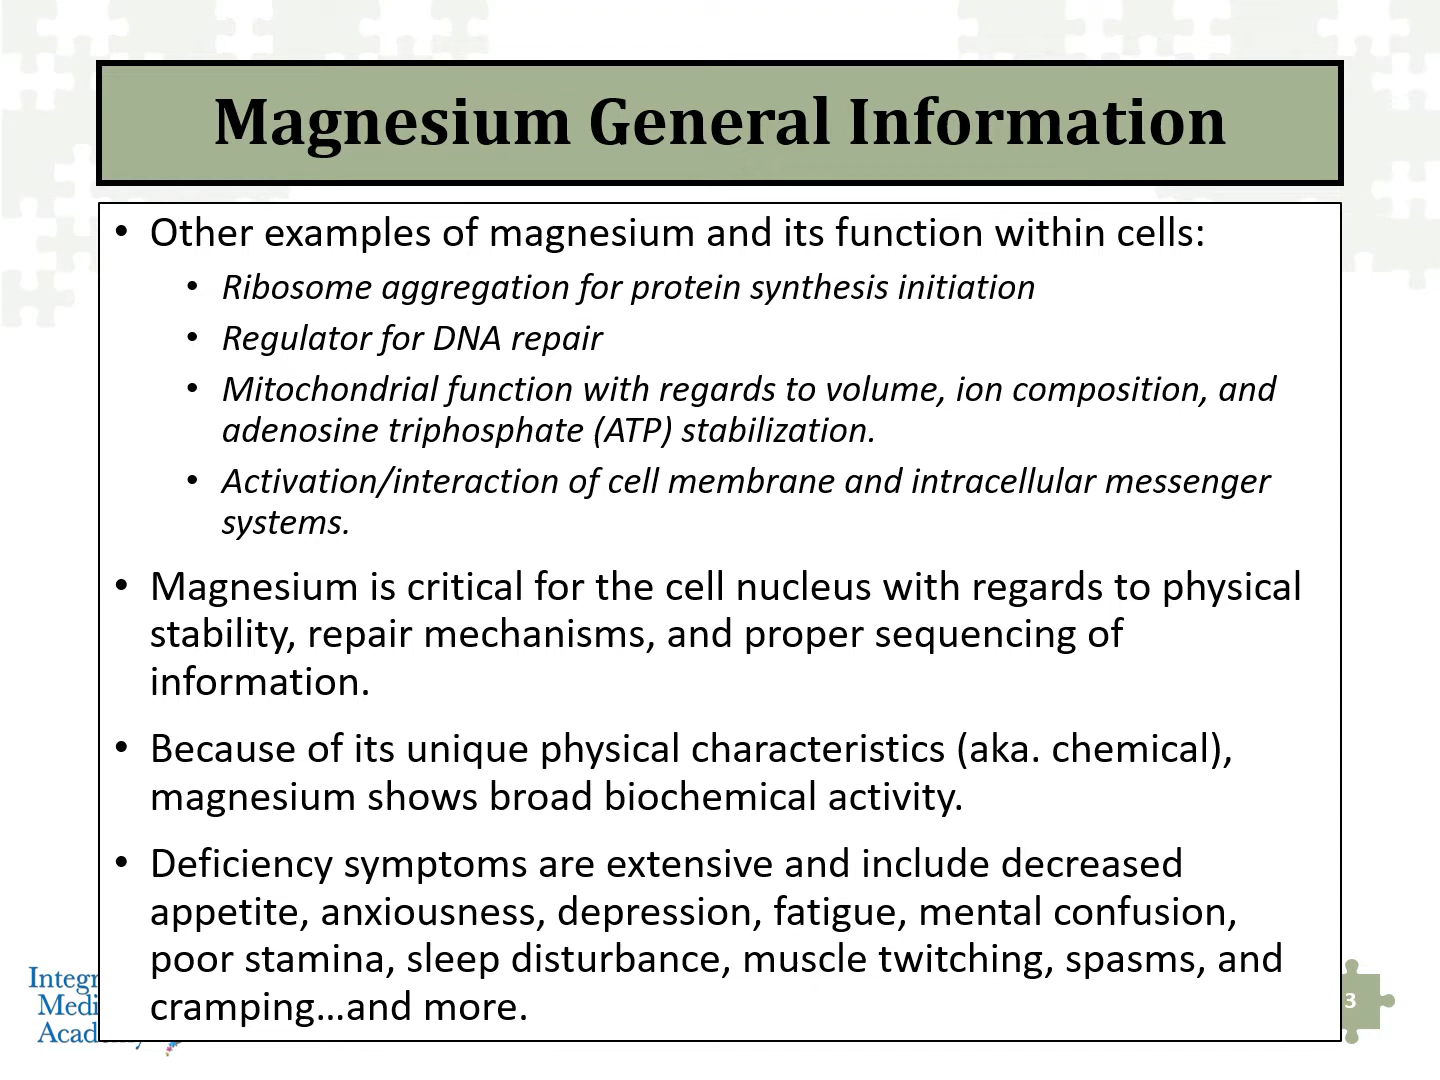 Magnesium General Information
• Other examples of magnesium and its function within cells:
• Ribosome aggregation for protein synthesis initiation
• Regulator for DNA repair
• Mitochondrial function with regards to volume, ion composition, and
adenosine triphosphate (ATP) stabilization.
• Activation/interaction of cell membrane and intracellular messenger
systems.
• Magnesium is critical for the cell nucleus with regards to physical
stability, repair mechanisms, and proper sequencing of
information.
• Because of its unique physical characteristics (aka. chemical),
magnesium shows broad biochemical activity.
• Deficiency symptoms are extensive and include decreased
appetite, anxiousness, depression, fatigue, mental confusion,
poor stamina, sleep disturbance, muscle twitching, spasms, and
cramping…and more.
3